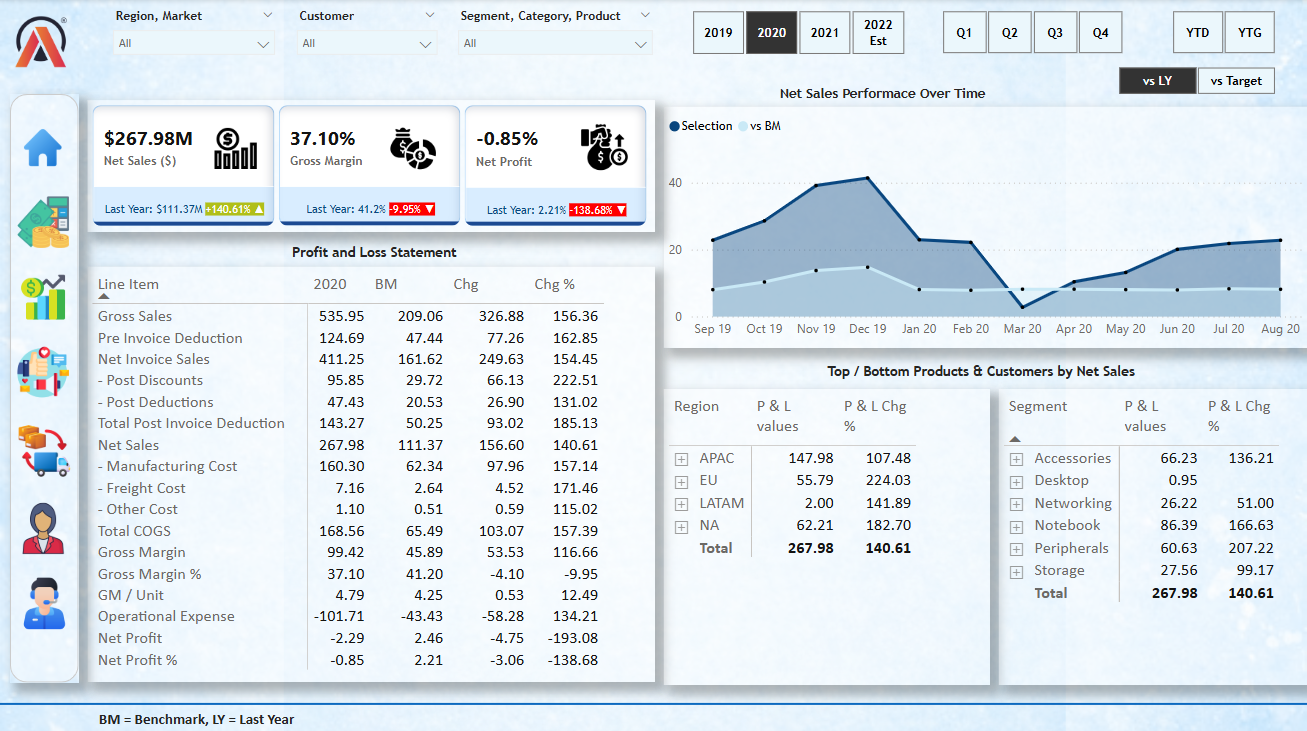 Region, Market
All
Customer
All
Segment, Category, Product
All
2019
2020
2021
2022
Est
Q1
Q2
Q3
Q4
YTD
YTG
vs LY
vs Target
$267.98M
Net Sales ($)
Last Year: $111.37M +140.61% ▲
37.10%
Gross Margin
Last Year: 41.2% -9.95% ▼
-0.85%
Net Profit
Last Year: 2.21% -138.68% ▼
Net Sales Performace Over Time
Selection vs BM
40
20
0
Sep 19 Oct 19 Nov 19 Dec 19 Jan 20 Feb 20 Mar 20 Apr 20 May 20 Jun 20 Jul 20 Aug 20
Profit and Loss Statement
Line Item 2020 BM Chg Chg %
Gross Sales 535.95 209.06 326.88 156.36
Pre Invoice Deduction 124.69 47.44 77.26 162.85
Net Invoice Sales 411.25 161.62 249.63 154.45
- Post Discounts 95.85 29.72 66.13 222.51
- Post Deductions 47.43 20.53 26.90 131.02
Total Post Invoice Deduction 143.27 50.25 93.02 185.13
Net Sales 267.98 111.37 156.60 140.61
- Manufacturing Cost 160.30 62.34 97.96 157.14
- Freight Cost 7.16 2.64 4.52 171.46
- Other Cost 1.10 0.51 0.59 115.02
Total COGS 168.56 65.49 103.07 157.39
Gross Margin 99.42 45.89 53.53 116.66
Gross Margin % 37.10 41.20 -4.10 -9.95
GM / Unit 4.79 4.25 0.53 12.49
Operational Expense -101.71 -43.43 -58.28 134.21
Net Profit -2.29 2.46 -4.75 -193.08
Net Profit % -0.85 2.21 -3.06 -138.68
Top / Bottom Products & Customers by Net Sales
Region P & L values P & L Chg %
APAC 147.98 107.48
EU 55.79 224.03
LATAM 2.00 141.89
NA 62.21 182.70
Total 267.98 140.61
Segment P & L values P & L Chg %
Accessories 66.23 136.21
Desktop 0.95
Networking 26.22 51.00
Notebook 86.39 166.63
Peripherals 60.63 207.22
Storage 27.56 99.17
Total 267.98 140.61
BM = Benchmark, LY = Last Year